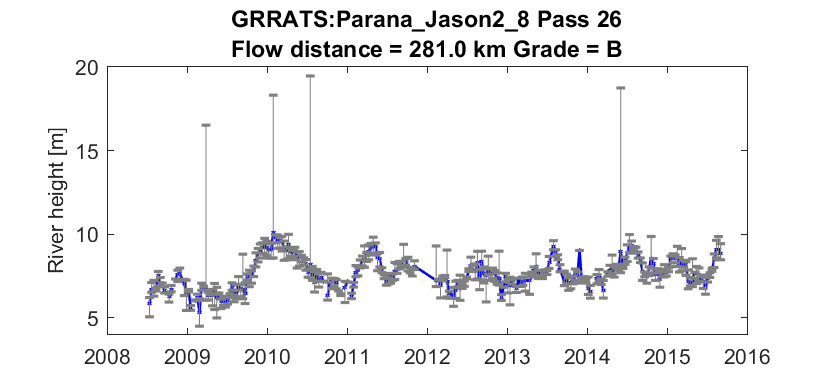 GRRATS:Parana_Jason2_8 Pass 26
Flow distance = 281.0 km Grade = B
20
15
10
5
River height [m]
2008 2009 2010 2011 2012 2013 2014 2015 2016